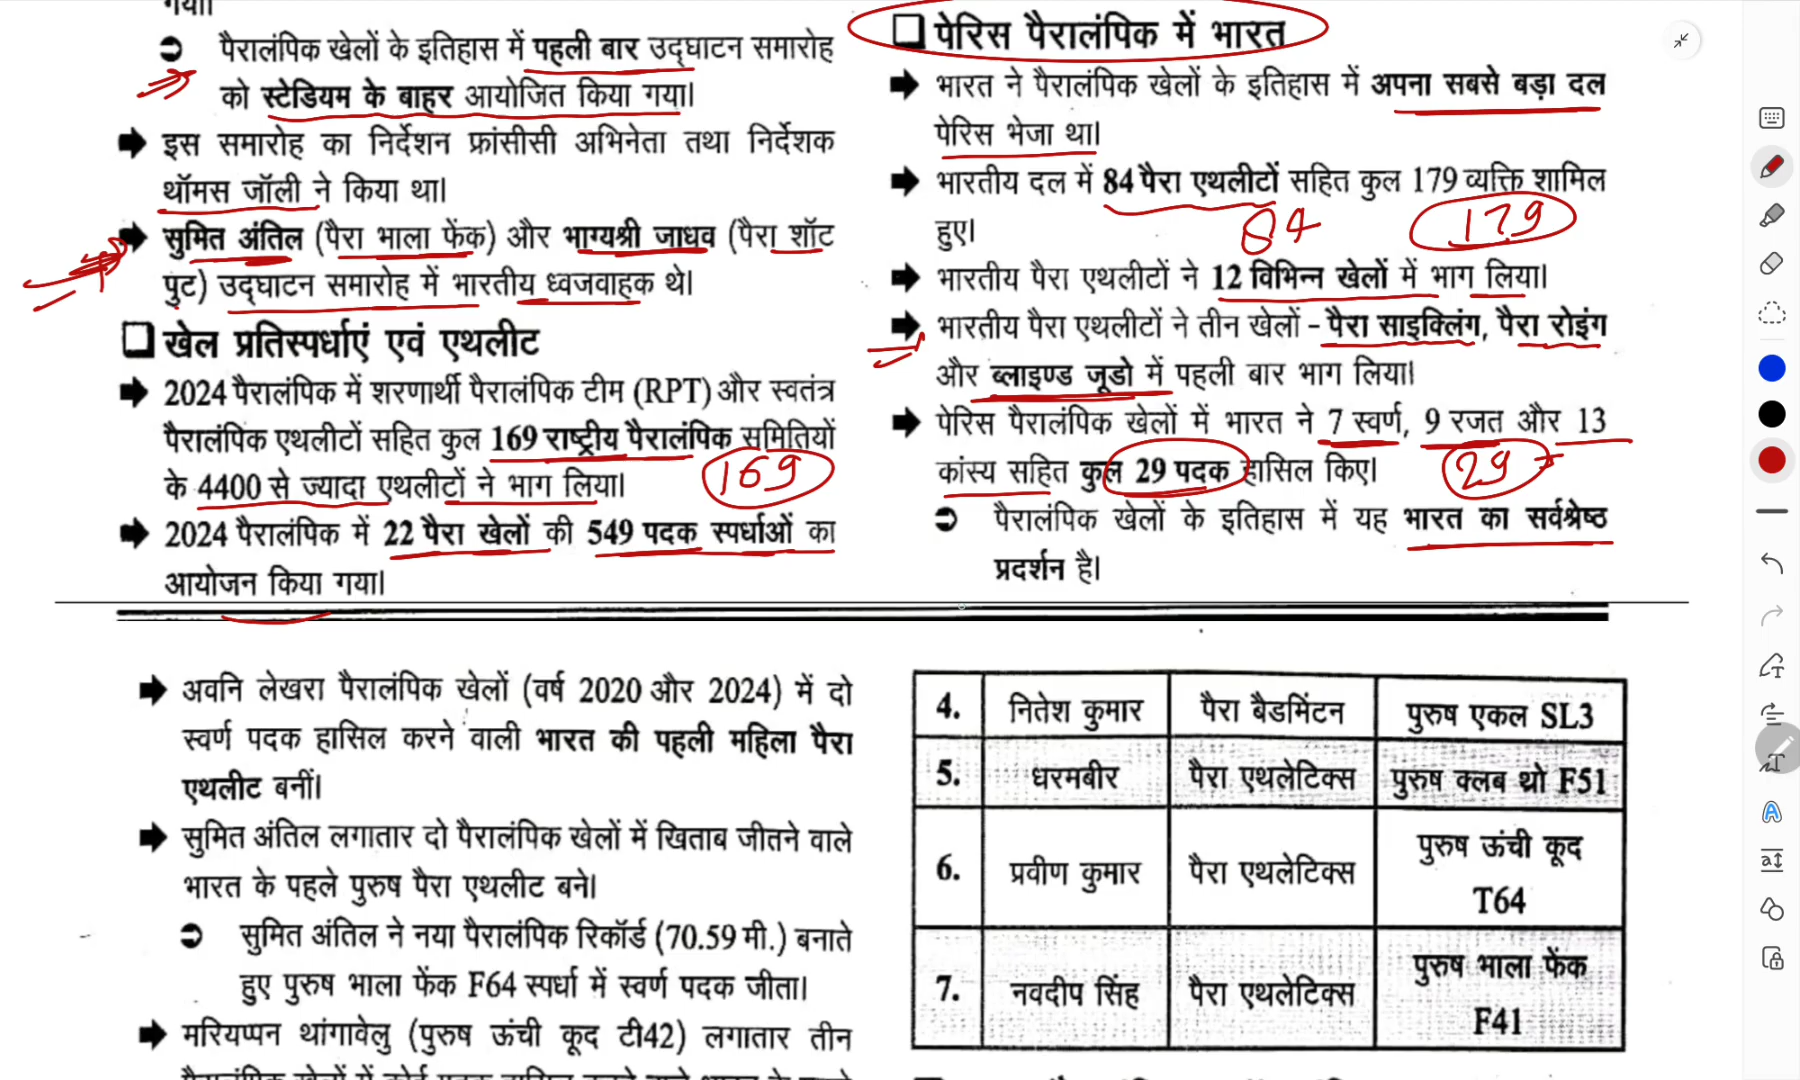 गया।
पैरालंपिक खेलों के इतिहास में पहली बार उद्घाटन समारोह
को स्टेडियम के बाहर आयोजित किया गया।
इस समारोह का निर्देशन फ्रांसीसी अभिनेता तथा निर्देशक
थॉमस जॉली ने किया था।
सुमित अंतिल (पैरा भाला फेंक) और भाग्यश्री जाधव (पैरा शॉट
पुट) उद्घाटन समारोह में भारतीय ध्वजवाहक थे।
खेल प्रतिस्पर्धाएं एवं एथलीट
2024 पैरालंपिक में शरणार्थी पैरालंपिक टीम (RPT) और स्वतंत्र
पैरालंपिक एथलीटों सहित कुल 169 राष्ट्रीय पैरालंपिक समितियों
के 4400 से ज्यादा एथलीटों ने भाग लिया।
169
2024 पैरालंपिक में 22 पैरा खेलों की 549 पदक स्पर्धाओं का
आयोजन किया गया।
पेरिस पैरालंपिक में भारत
भारत ने पैरालंपिक खेलों के इतिहास में अपना सबसे बड़ा दल
पेरिस भेजा था।
भारतीय दल में 84 पैरा एथलीटों सहित कुल 179 व्यक्ति शामिल
हुए।
84 179
भारतीय पैरा एथलीटों ने 12 विभिन्न खेलों में भाग लिया।
भारतीय पैरा एथलीटों ने तीन खेलों – पैरा साइक्लिंग, पैरा रोइंग
और ब्लाइण्ड जूडो में पहली बार भाग लिया।
पेरिस पैरालंपिक खेलों में भारत ने 7 स्वर्ण, 9 रजत और 13
कांस्य सहित कुल 29 पदक हासिल किए।
29
पैरालंपिक खेलों के इतिहास में यह भारत का सर्वश्रेष्ठ
प्रदर्शन है।
अवनि लेखरा पैरालंपिक खेलों (वर्ष 2020 और 2024) में दो
स्वर्ण पदक हासिल करने वाली भारत की पहली महिला पैरा
एथलीट बनीं।
सुमित अंतिल लगातार दो पैरालंपिक खेलों में खिताब जीतने वाले
भारत के पहले पुरुष पैरा एथलीट बने।
सुमित अंतिल ने नया पैरालंपिक रिकॉर्ड (70.59 मी.) बनाते
हुए पुरुष भाला फेंक F64 स्पर्धा में स्वर्ण पदक जीता।
मरियप्पन थांगावेलु (पुरुष ऊंची कूद टी42) लगातार तीन
4. नितेश कुमार पैरा बैडमिंटन पुरुष एकल SL3
5. धरमबीर पैरा एथलेटिक्स पुरुष क्लब थ्रो F51
6. प्रवीण कुमार पैरा एथलेटिक्स पुरुष ऊंची कूद
T64
7. नवदीप सिंह पैरा एथलेटिक्स पुरुष भाला फेंक
F41